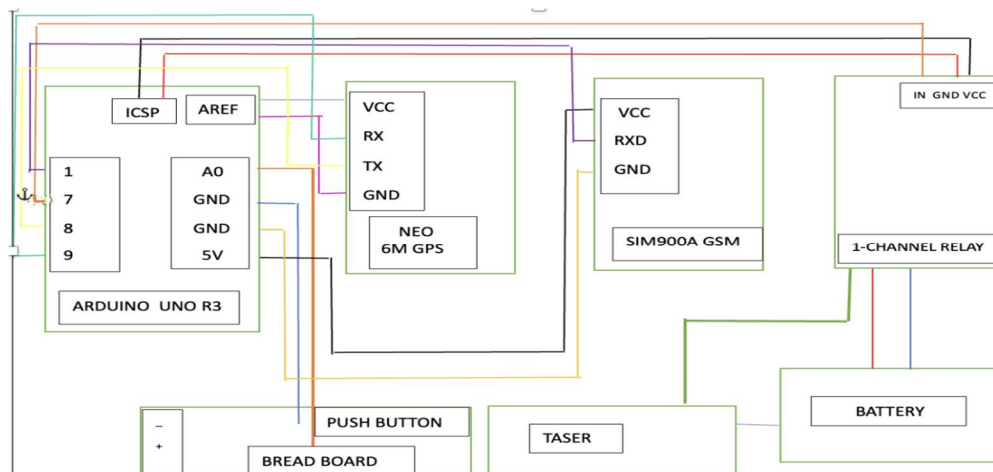 IN GND VCC
ICSP
AREF
VCC
RX
TX
GND
VCC
RXD
GND
1
7
8
9
A0
GND
GND
5V
NEO
6M GPS
SIM900A GSM
1-CHANNEL RELAY
ARDUINO UNO R3
–
+
PUSH BUTTON
BREAD BOARD
TASER
BATTERY